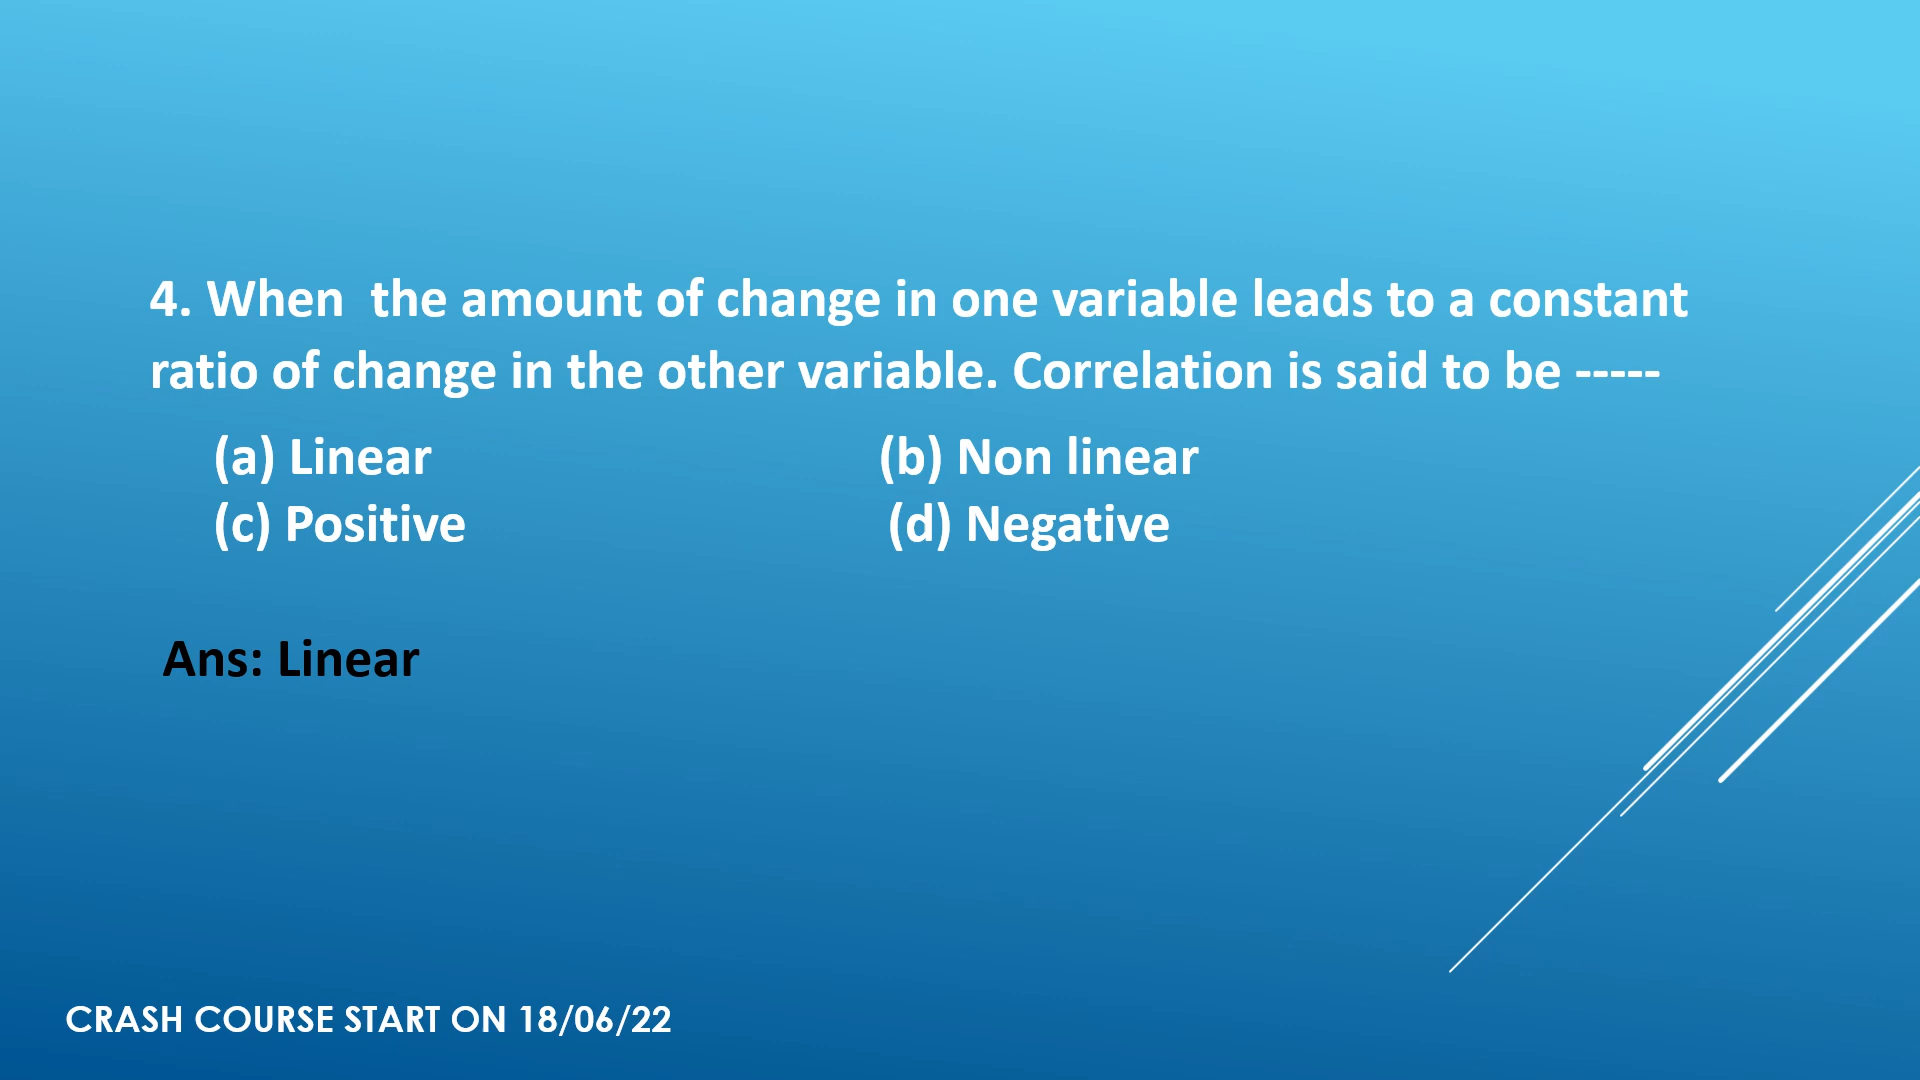 4. When  the amount of change in one variable leads to a constant
ratio of change in the other variable. Correlation is said to be -----
(a) Linear (b) Non linear
(c) Positive (d) Negative
Ans: Linear
CRASH COURSE START ON 18/06/22